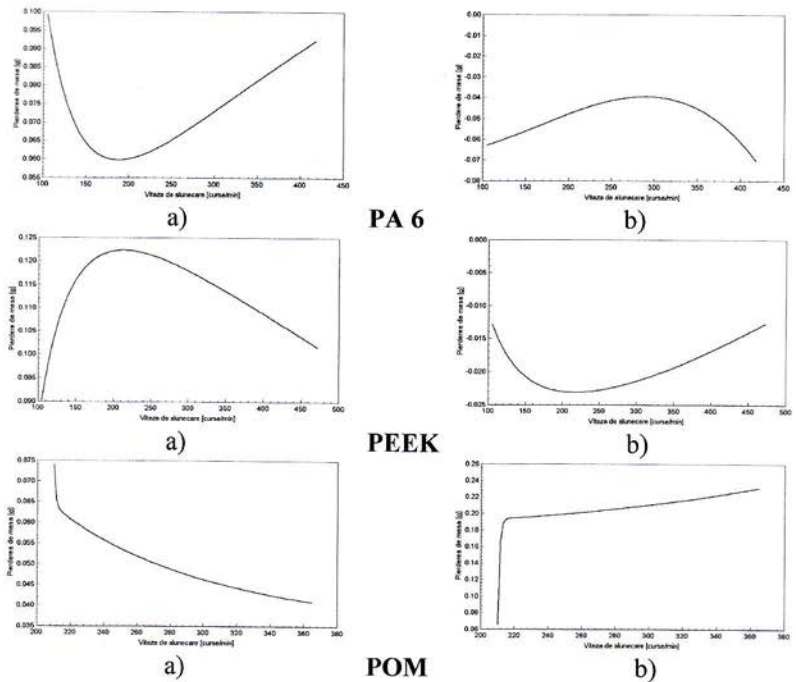 0.100
0.095
0.090
0.085
0.080
0.075
0.070
0.065
0.060
0.055
Pierderea de masa [g]
100 150 200 250 300 350 400 450
Viteza de alunecare [curse/min]
a)
0.00
-0.02
-0.03
-0.04
-0.05
-0.06
-0.07
-0.08
Pierderea de masa [g]
100 150 200 250 300 350 400 450
Viteza de alunecare [curse/min]
b)
PA 6
0.125
0.120
0.115
0.110
0.105
0.100
0.090
Pierdere de masa [g]
100 150 200 250 300 350 400 450 500
Viteza de alunecare [curse/min]
a)
0.000
-0.005
-0.010
-0.015
-0.020
-0.025
Pierderea de masa [g]
100 150 200 250 300 350 400 450 500
Viteza de alunecare [curse/min]
b)
PEEK
0.075
0.070
0.065
0.060
0.055
0.050
0.045
0.040
0.035
Pierderea de masa [g]
200 220 240 260 280 300 320 340 360 380
Viteza de alunecare [curse/min]
a)
0.26
0.24
0.22
0.20
0.18
0.16
0.14
0.12
0.10
0.08
0.06
Pierderea de masa [g]
200 220 240 260 280 300 320 340 360 380
Viteza de alunecare [curse/min]
b)
POM